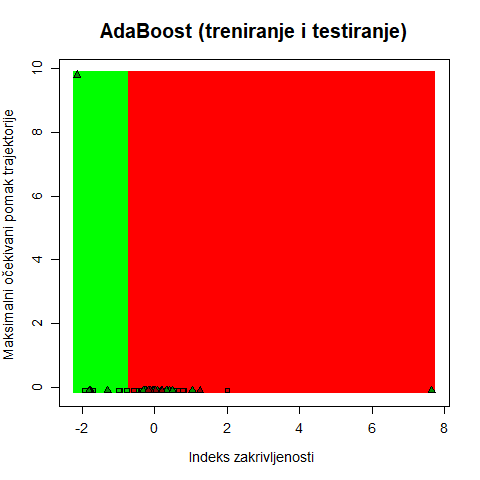 AdaBoost (treniranje i testiranje)
Maksimalni očekivani pomak trajektorije
10
8
6
4
2
0
-2 0 2 4 6 8
Indeks zakrivljenosti